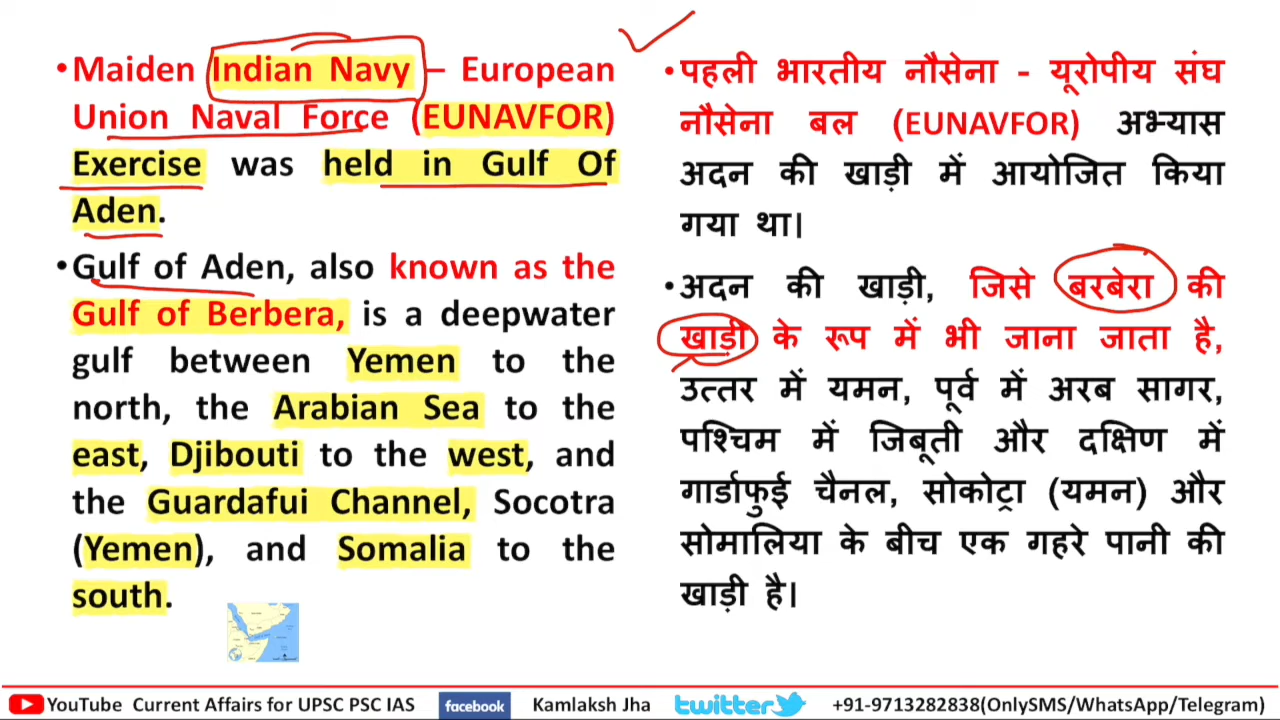 •Maiden Indian Navy – European
Union Naval Force (EUNAVFOR)
Exercise was held in Gulf Of
Aden.
•Gulf of Aden, also known as the
Gulf of Berbera, is a deepwater
gulf between Yemen to the
north, the Arabian Sea to the
east, Djibouti to the west, and
the Guardafui Channel, Socotra
(Yemen), and Somalia to the
south.
•पहली भारतीय नौसेना - यूरोपीय संघ
नौसेना बल (EUNAVFOR) अभ्यास
अदन की खाड़ी में आयोजित किया
गया था।
•अदन की खाड़ी, जिसे बरबेरा की
खाड़ी के रूप में भी जाना जाता है,
उत्तर में यमन, पूर्व में अरब सागर,
पश्चिम में जिबूती और दक्षिण में
गार्डाफुई चैनल, सोकोट्रा (यमन) और
सोमालिया के बीच एक गहरे पानी की
खाड़ी है।
YouTube Current Affairs for UPSC PSC IAS facebook Kamlaksh Jha twitter +91-9713282838(OnlySMS/WhatsApp/Telegram)